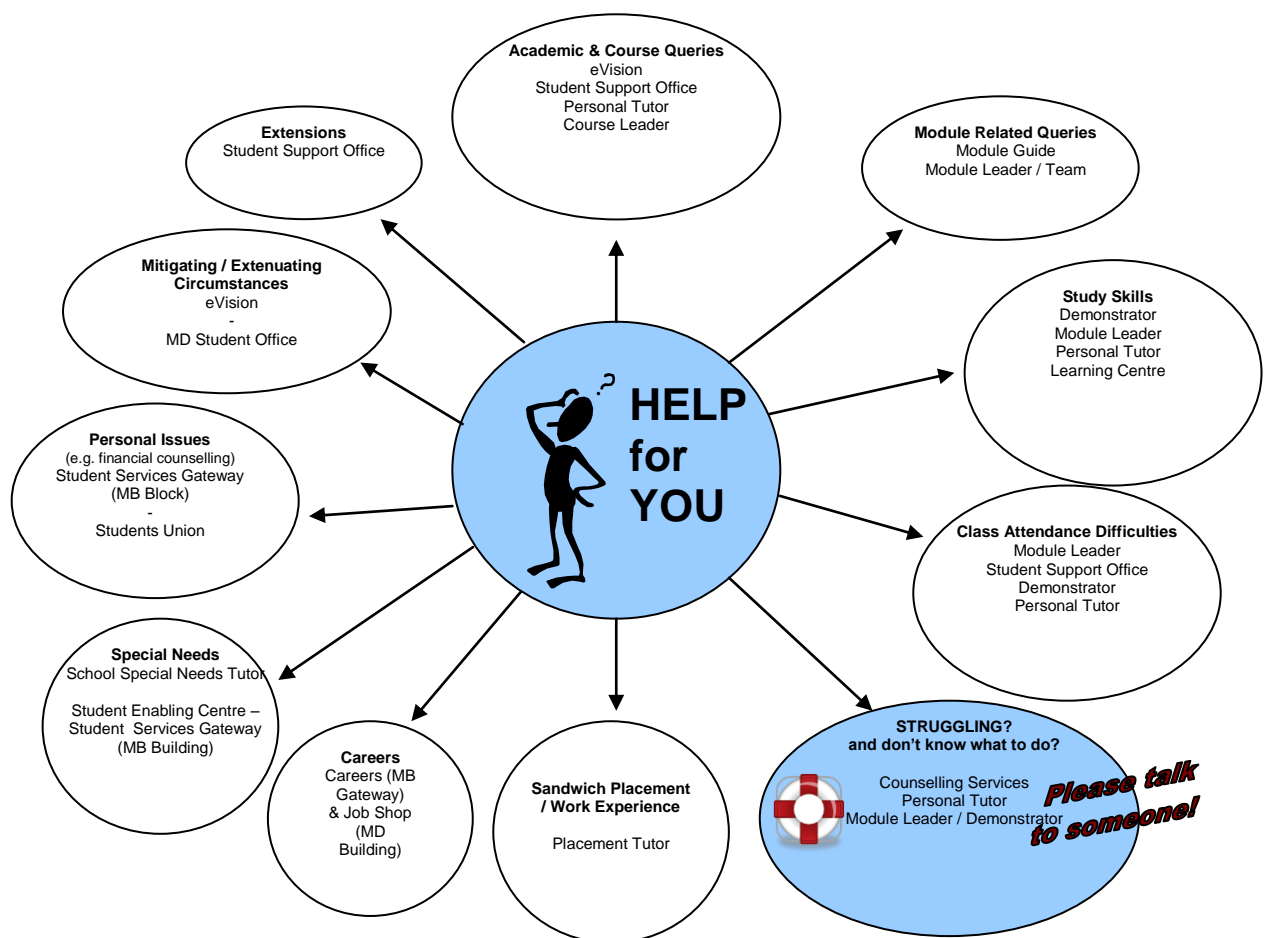 Academic & Course Queries
eVision
Student Support Office
Personal Tutor
Course Leader
Extensions
Student Support Office
Module Related Queries
Module Guide
Module Leader / Team
Mitigating / Extenuating
Circumstances
eVision
-
MD Student Office
Study Skills
Demonstrator
Module Leader
Personal Tutor
Learning Centre
?
HELP
for
YOU
Personal Issues
(e.g. financial counselling)
Student Services Gateway
(MB Block)
-
Students Union
Class Attendance Difficulties
Module Leader
Student Support Office
Demonstrator
Personal Tutor
Special Needs
School Special Needs Tutor
Student Enabling Centre –
Student  Services Gateway
(MB Building)
Careers
Careers (MB
Gateway)
& Job Shop
(MD
Building)
Sandwich Placement
/ Work Experience
Placement Tutor
STRUGGLING?
and don't know what to do?
Counselling Services
Personal Tutor
Module Leader / Demonstrator
Please talk
to someone!